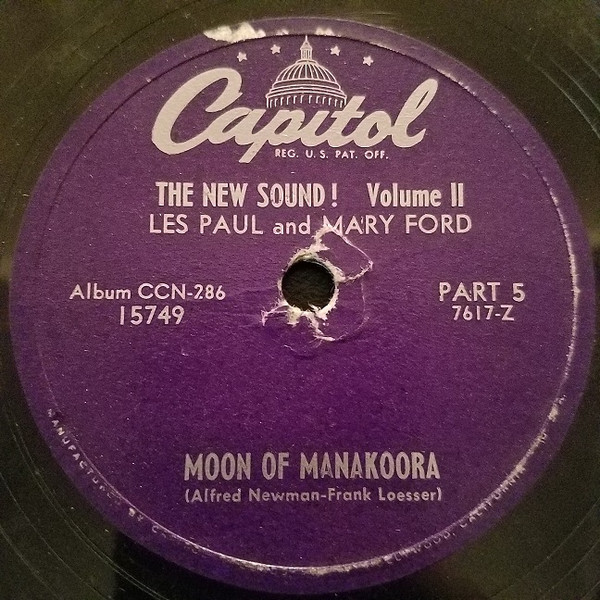 Capitol
REG. U.S. PAT. OFF.
THE NEW SOUND! Volume II
LES PAUL and MARY FORD
Album CCN-286
15749
PART 5
7617-Z
MOON OF MANAKOORA
(Alfred Newman-Frank Loesser)
CALIFORNIA